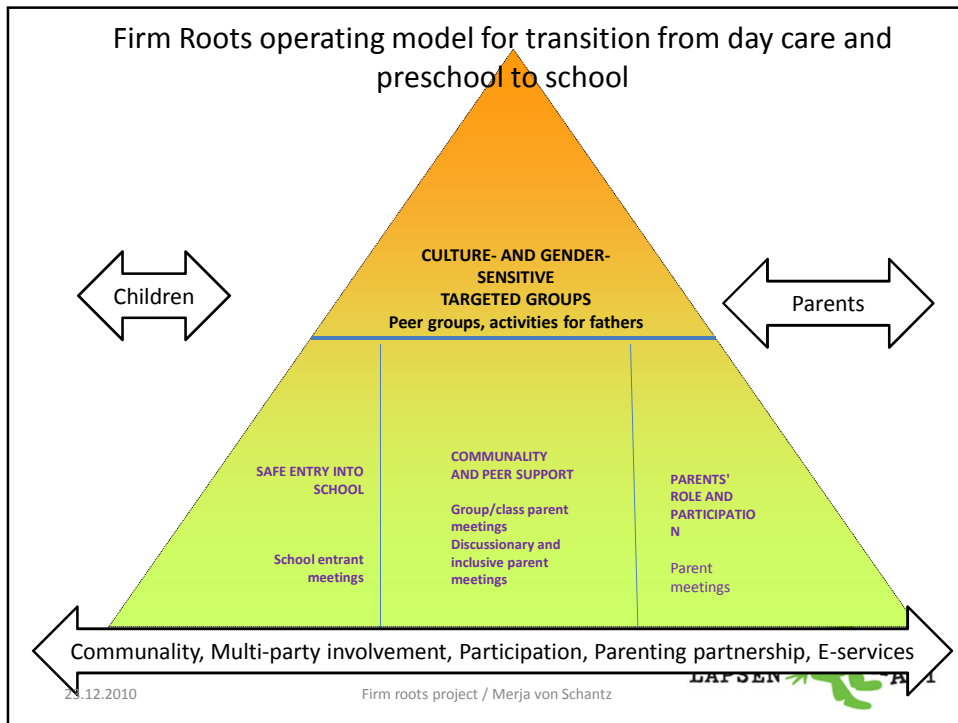 Firm Roots operating model for transition from day care and
preschool to school
CULTURE- AND GENDER-
SENSITIVE
TARGETED GROUPS
Peer groups, activities for fathers
Children
Parents
SAFE ENTRY INTO
SCHOOL
School entrant
meetings
COMMUNALITY
AND PEER SUPPORT
Group/class parent
meetings
Discussionary and
inclusive parent
meetings
PARENTS'
ROLE AND
PARTICIPATIO
N
Parent
meetings
Communality, Multi-party involvement, Participation, Parenting partnership, E-services
Firm roots project / Merja von Schantz
LAPSEN